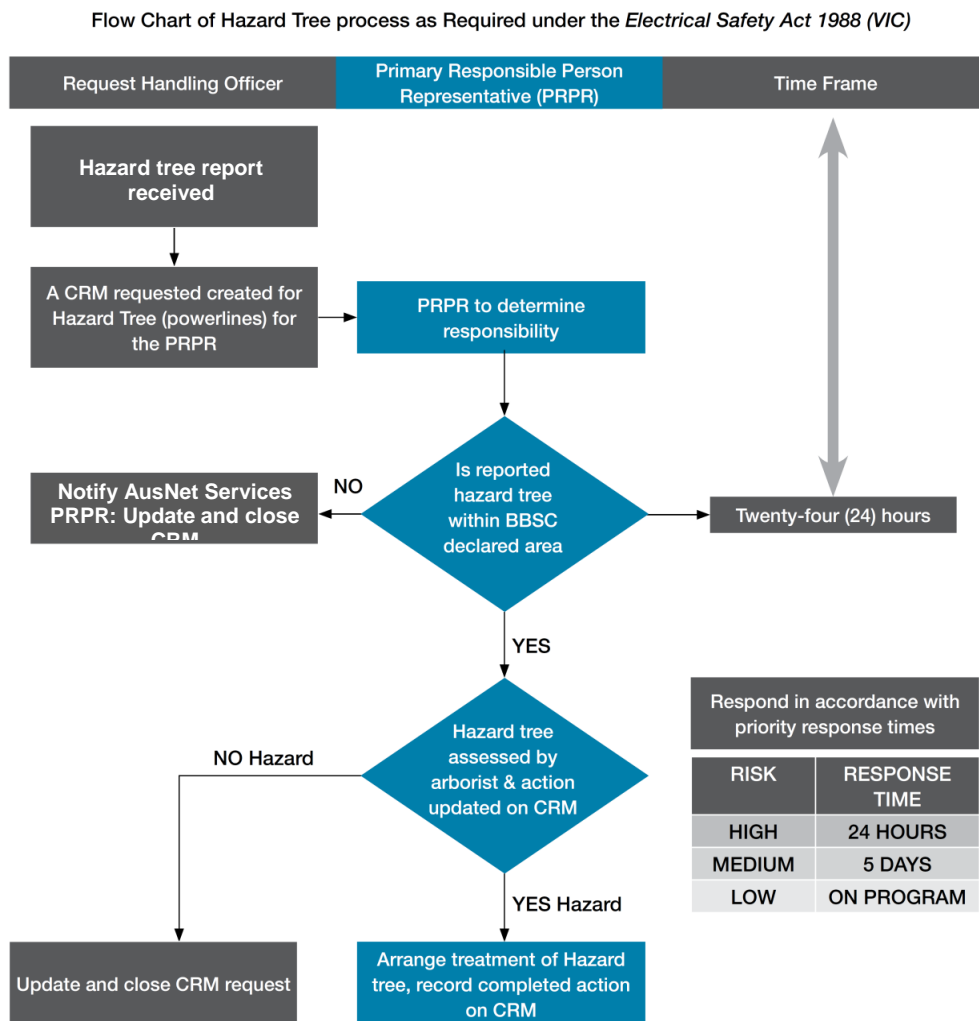 Flow Chart of Hazard Tree process as Required under the Electrical Safety Act 1988 (VIC)
Request Handling Officer
Primary Responsible Person
Representative (PRPR)
Time Frame
Hazard tree report
received
A CRM requested created for
Hazard Tree (powerlines) for
the PRPR
PRPR to determine
responsibility
Is reported
hazard tree
within BBSC
declared area
NO
Notify AusNet Services
PRPR: Update and close
CRM
Twenty-four (24) hours
YES
Hazard tree
assessed by
arborist & action
updated on CRM
NO Hazard
Respond in accordance with
priority response times
RISK
RESPONSE
TIME
HIGH
24 HOURS
MEDIUM
5 DAYS
LOW
ON PROGRAM
YES Hazard
Update and close CRM request
Arrange treatment of Hazard
tree, record completed action
on CRM